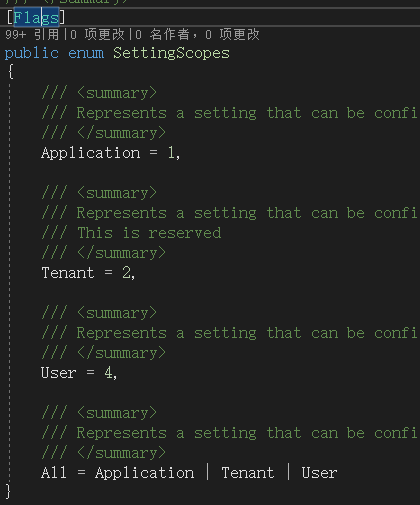 /// </summary>
[Flags]
99+ 引用|0 项更改|0 名作者，0 项更改
public enum SettingScopes
{
/// <summary>
/// Represents a setting that can be confi
/// </summary>
Application = 1,
/// <summary>
/// Represents a setting that can be confi
/// This is reserved
/// </summary>
Tenant = 2,
/// <summary>
/// Represents a setting that can be confi
/// </summary>
User = 4,
/// <summary>
/// Represents a setting that can be confi
/// </summary>
All = Application | Tenant | User
}